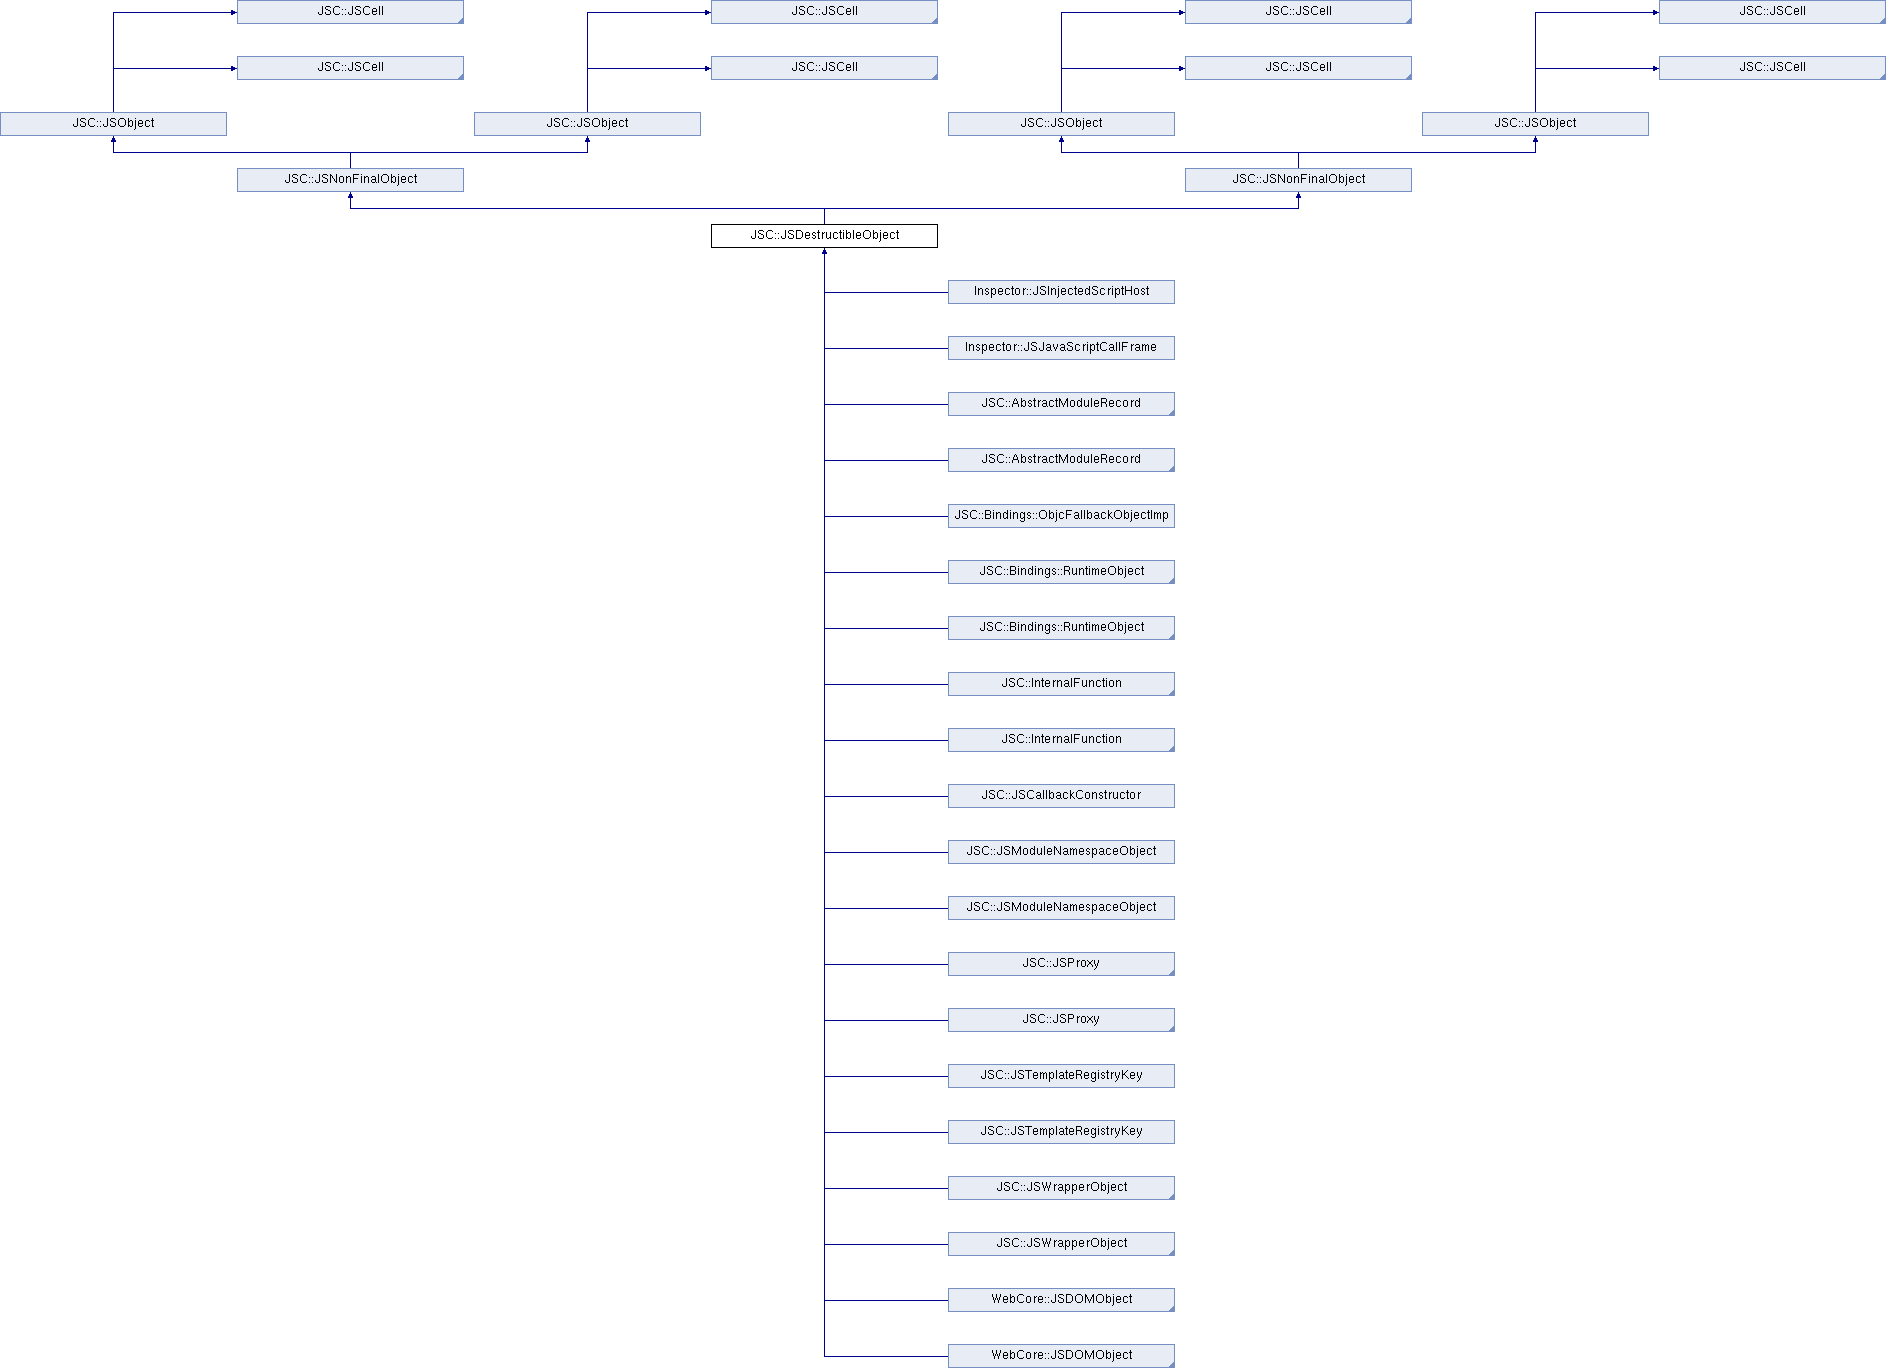 JSC::JSCell
JSC::JSCell
JSC::JSCell
JSC::JSCell
JSC::JSCell
JSC::JSCell
JSC::JSCell
JSC::JSCell
JSC::JSObject
JSC::JSObject
JSC::JSObject
JSC::JSObject
JSC::JSNonFinalObject
JSC::JSNonFinalObject
JSC::JSDestructibleObject
Inspector::JSInjectedScriptHost
Inspector::JSJavaScriptCallFrame
JSC::AbstractModuleRecord
JSC::AbstractModuleRecord
JSC::Bindings::ObjcFallbackObjectImp
JSC::Bindings::RuntimeObject
JSC::Bindings::RuntimeObject
JSC::InternalFunction
JSC::InternalFunction
JSC::JSCallbackConstructor
JSC::JSModuleNamespaceObject
JSC::JSModuleNamespaceObject
JSC::JSProxy
JSC::JSProxy
JSC::JSTemplateRegistryKey
JSC::JSTemplateRegistryKey
JSC::JSWrapperObject
JSC::JSWrapperObject
WebCore::JSDOMObject
WebCore::JSDOMObject